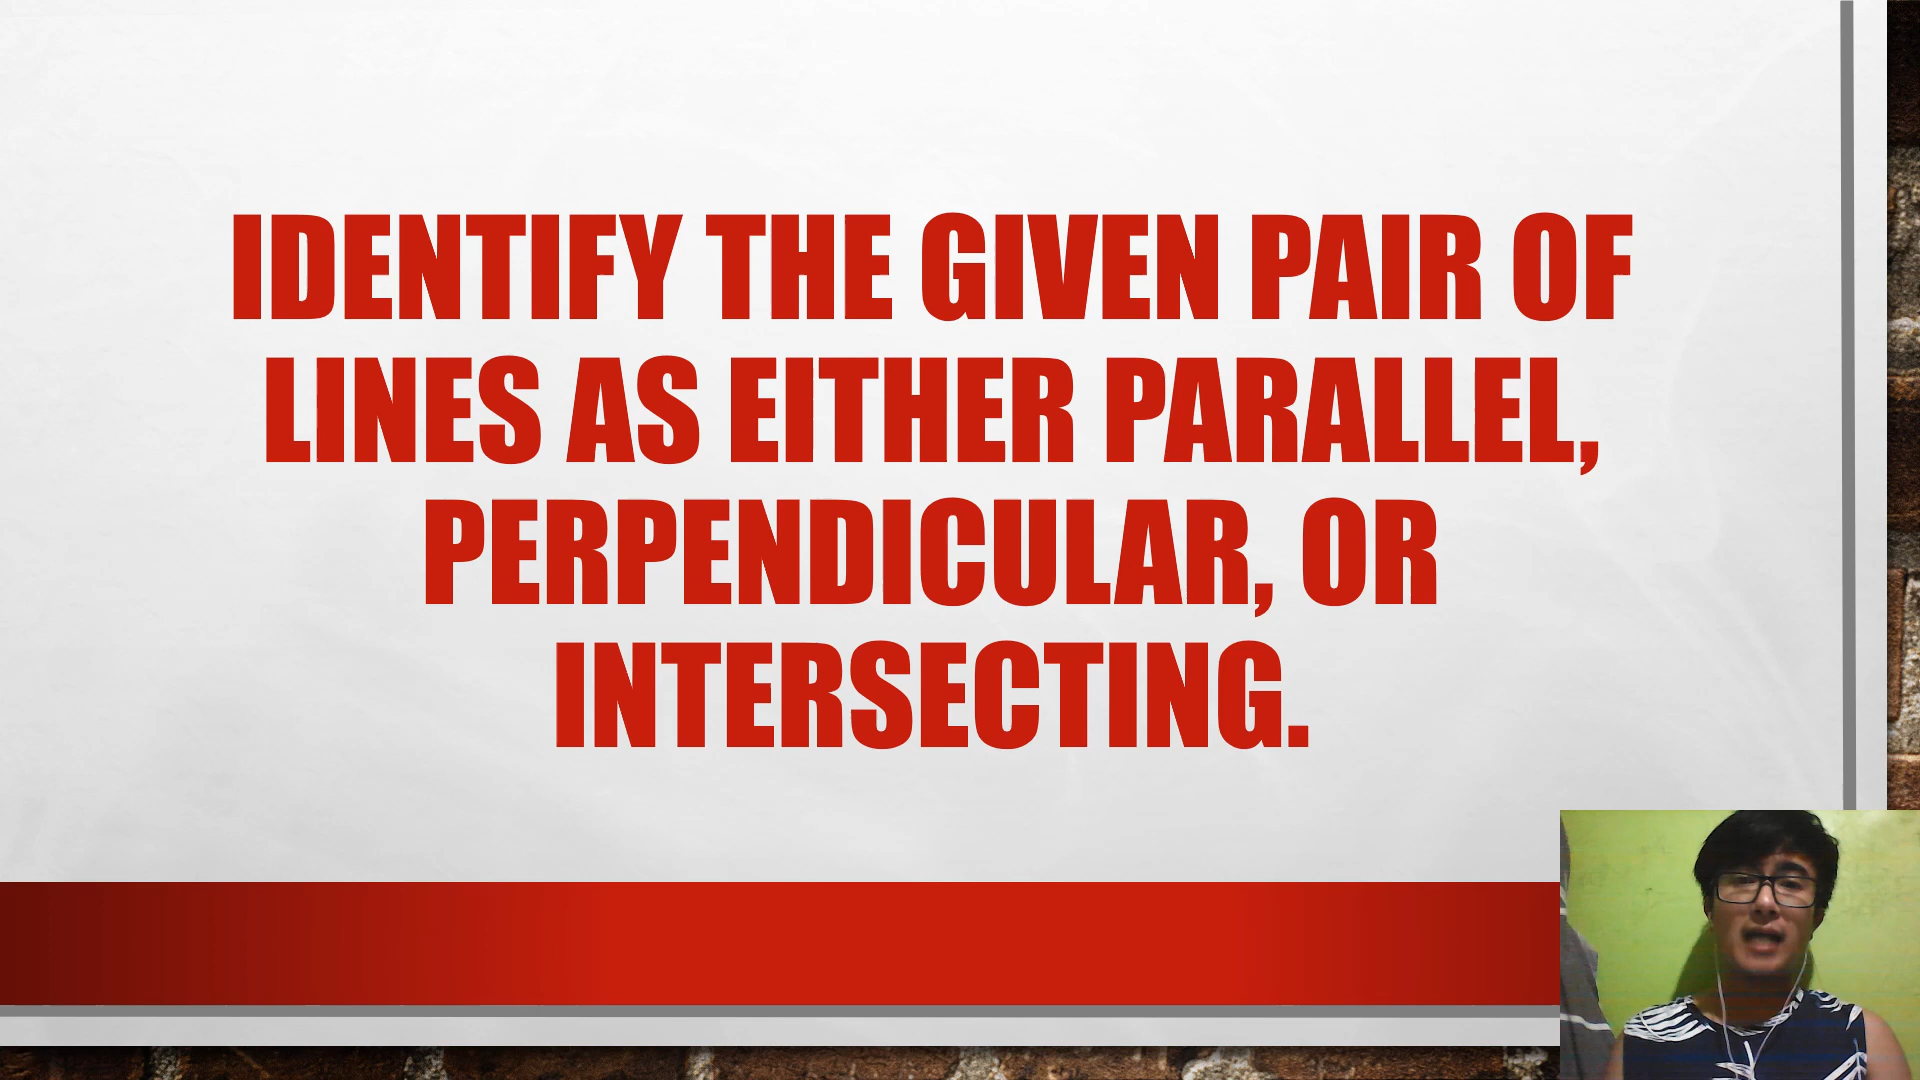 IDENTIFY THE GIVEN PAIR OF
LINES AS EITHER PARALLEL,
PERPENDICULAR, OR
INTERSECTING.